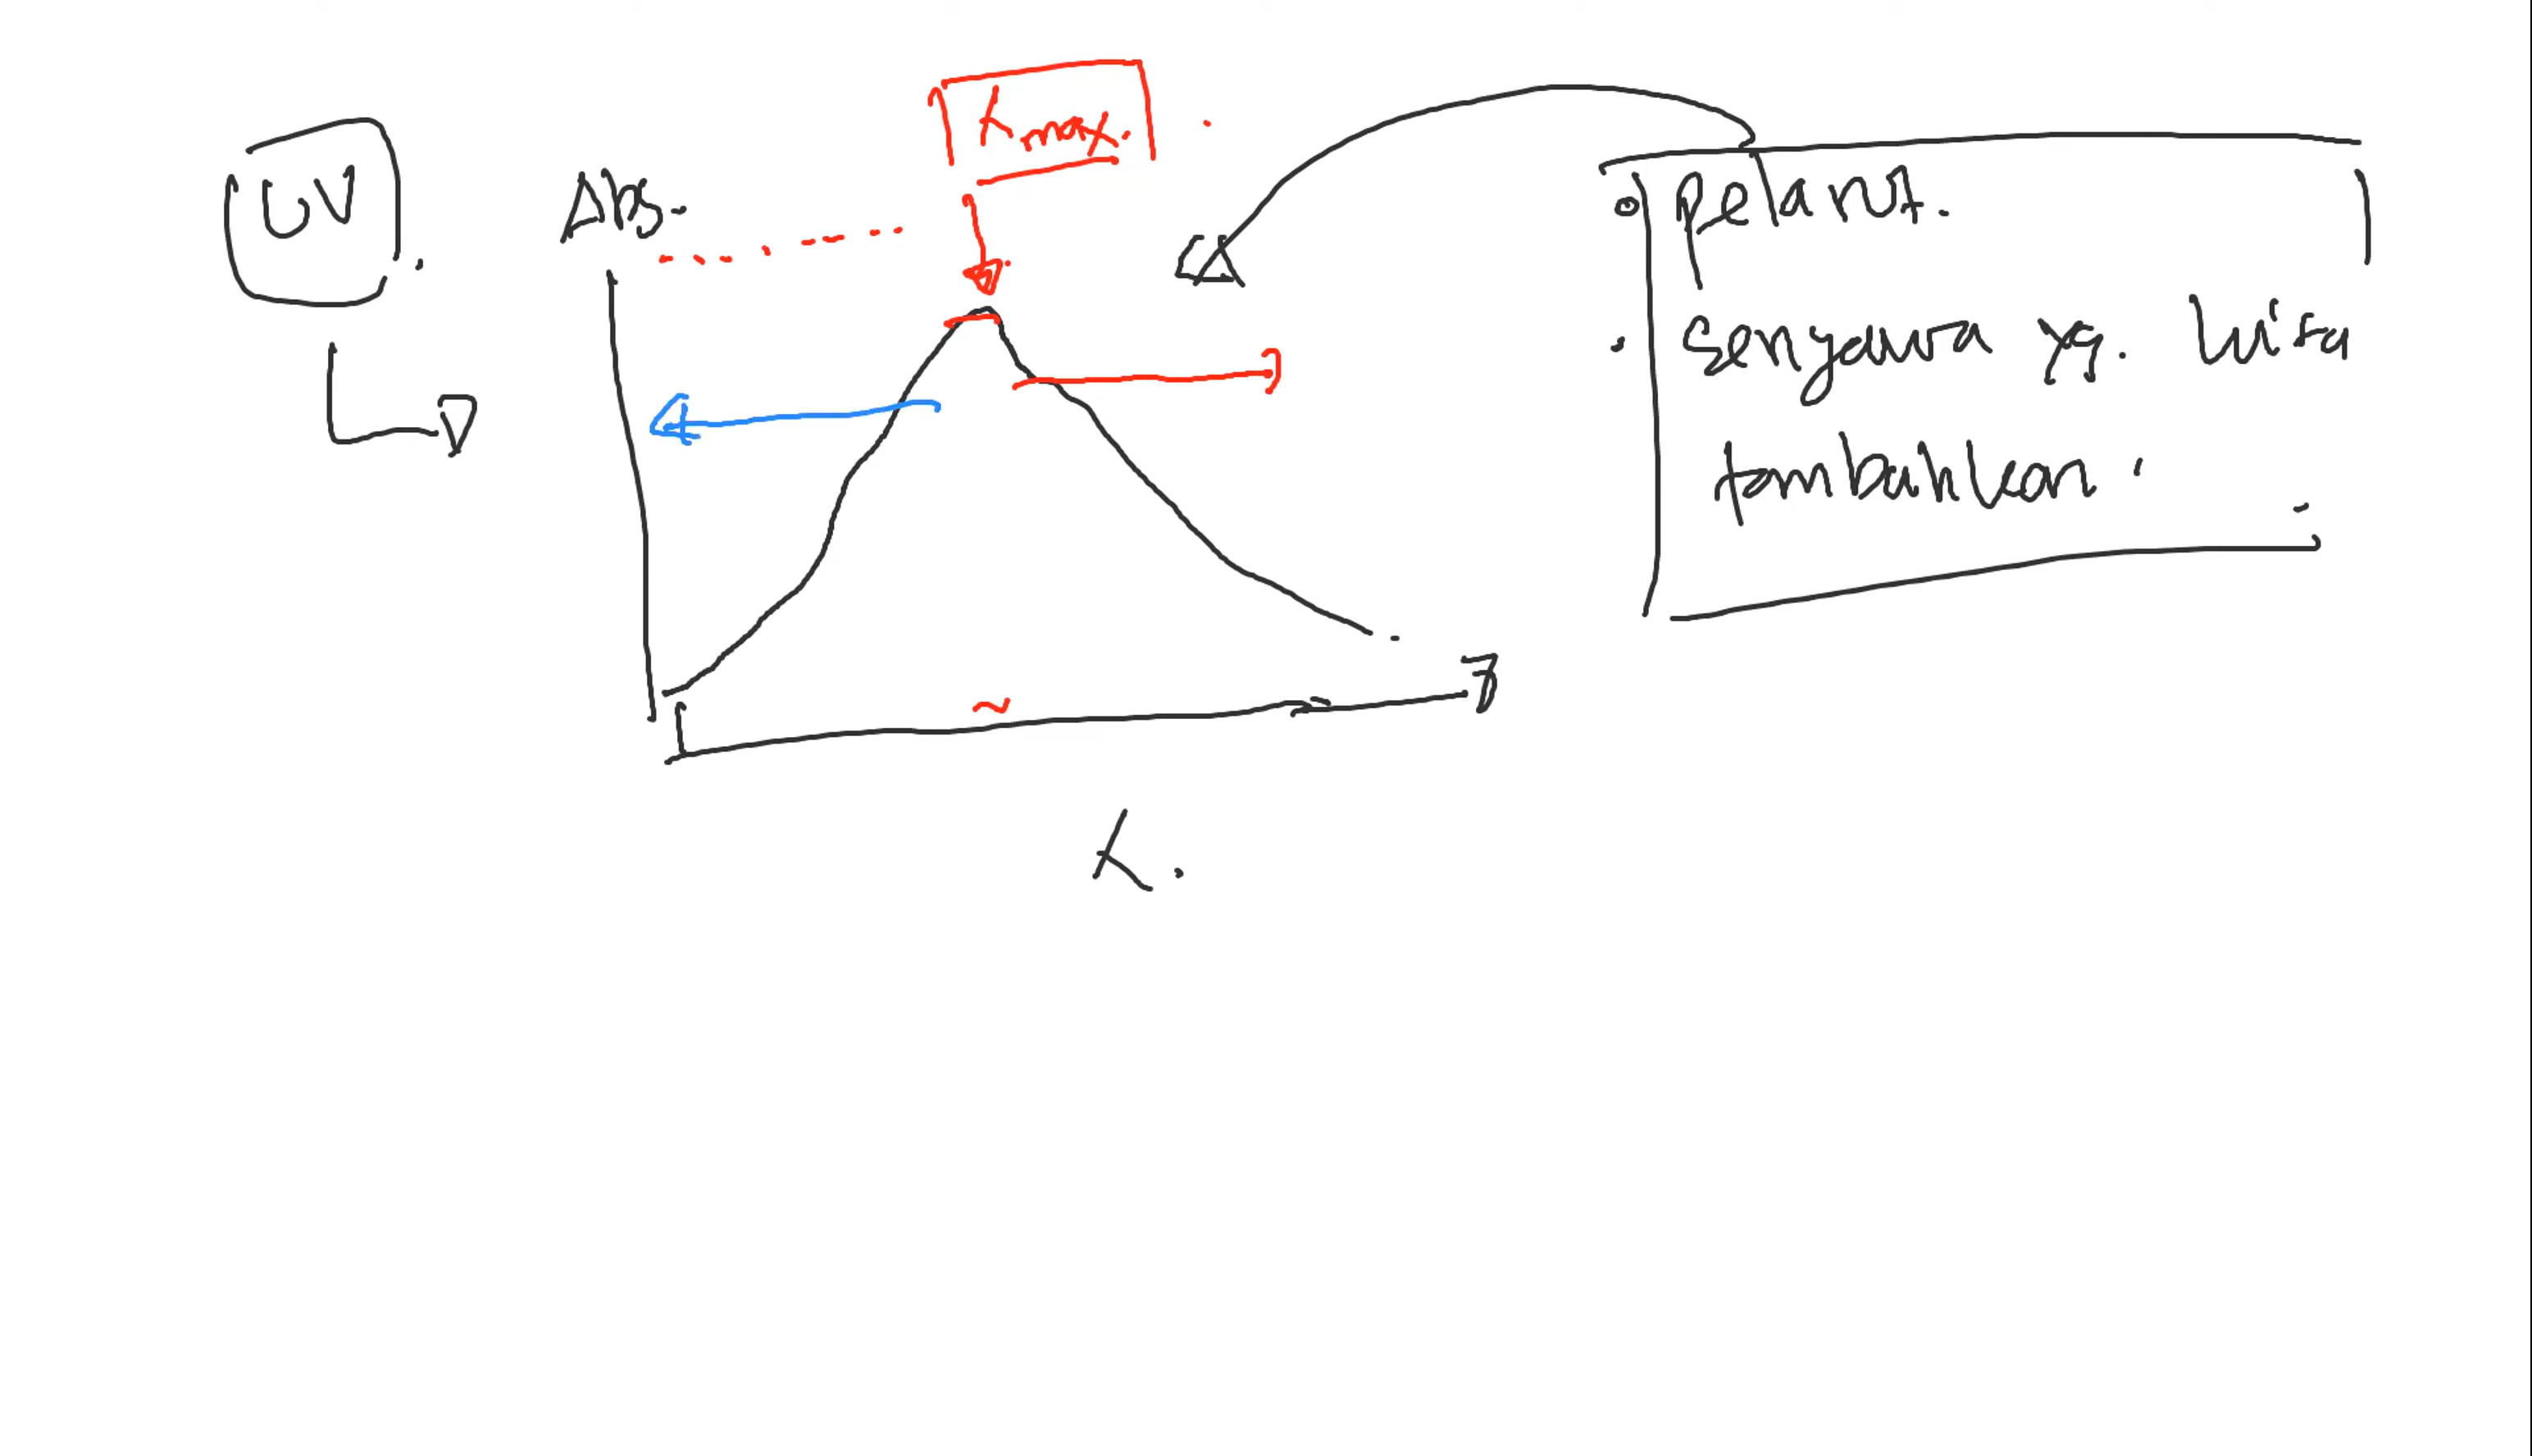 UV
Abs.
λmax.
λ.
pelarut.
senyawa yg. bisa
tambahkan.